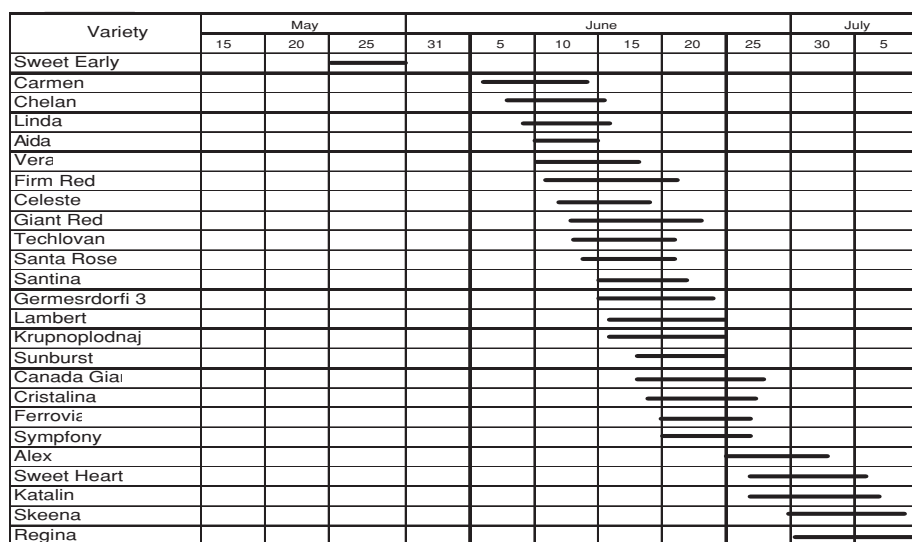 Variety May June July
15 20 25 31 5 10 15 20 25 30 5
Sweet Early
Carmen
Chelan
Linda
Aida
Vera
Firm Red
Celeste
Giant Red
Techlovan
Santa Rose
Santina
Germesrdorfi 3
Lambert
Krupnoplodnaj
Sunburst
Canada Gia
Cristalina
Ferrovia
Sympfony
Alex
Sweet Heart
Katalin
Skeena
Regina